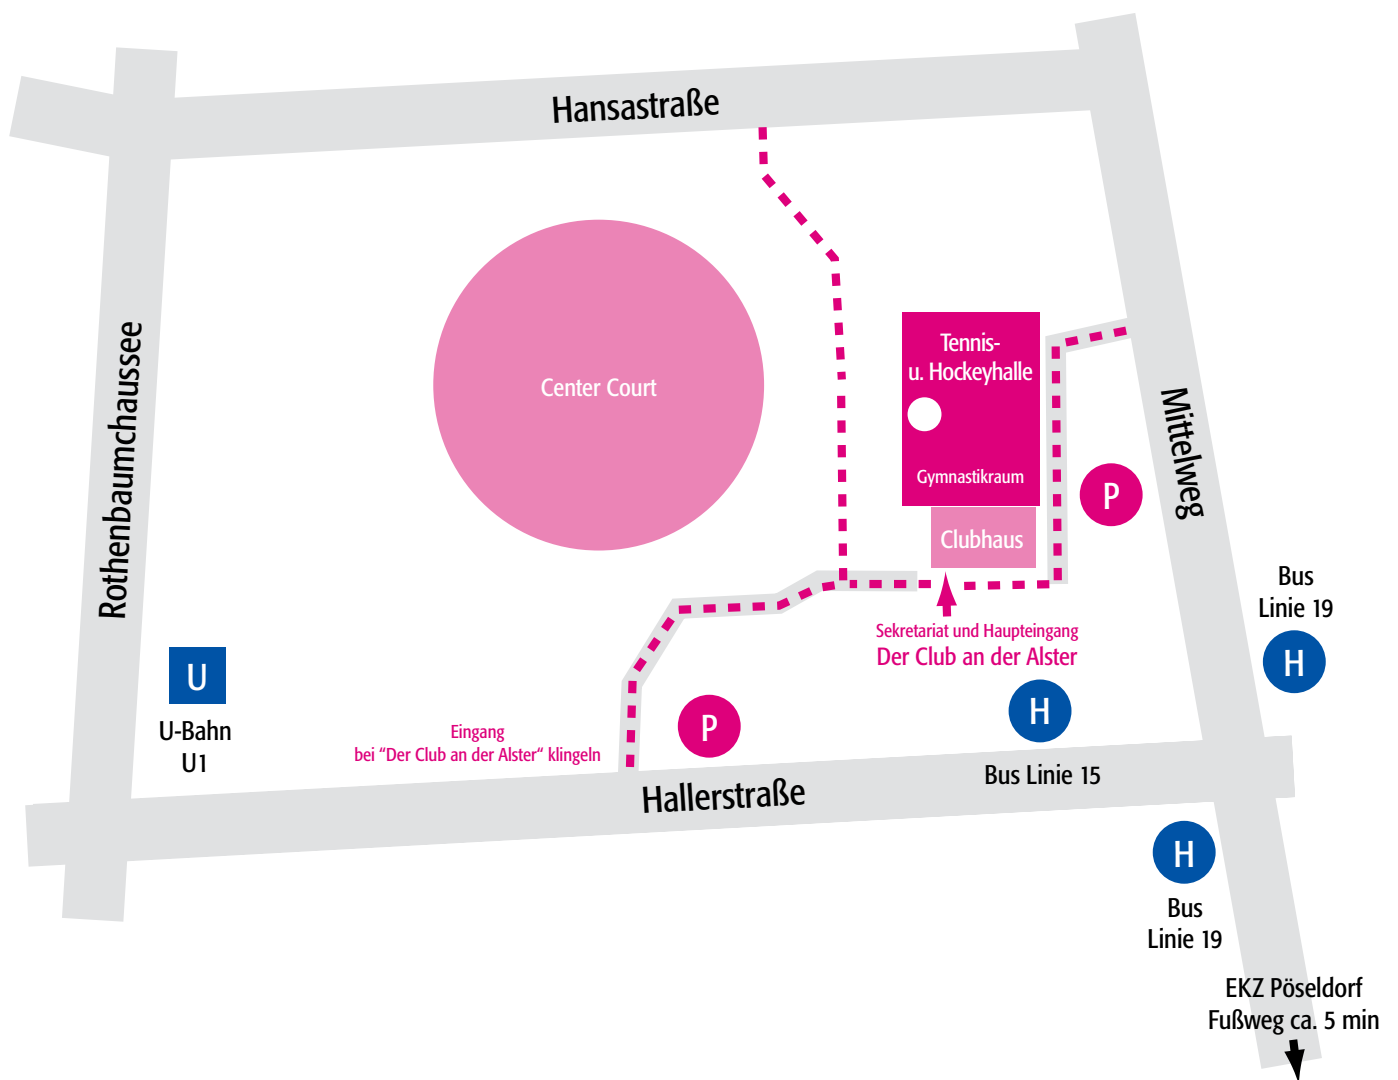 Hansastraße
Rothenbaumchaussee
Center Court
Tennis-
u. Hockeyhalle
Gymnastikraum
Clubhaus
Mittelweg
P
Bus
Linie 19
H
Sekretariat und Haupteingang
Der Club an der Alster
U
U-Bahn
U1
Eingang
bei “Der Club an der Alster“ klingeln
P
H
Bus Linie 15
Hallerstraße
H
Bus
Linie 19
EKZ Pöseldorf
Fußweg ca. 5 min